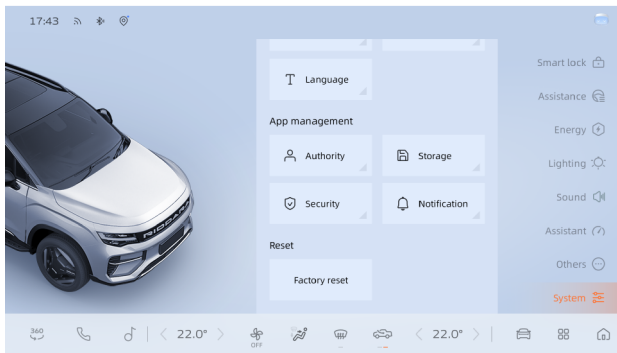 17:43
Smart lock
T Language
Assistance
App management
Energy
Authority
Storage
Lighting
Security
Notification
Sound
RIDDARA
Assistant
Reset
Others
Factory reset
System
360
22.0°
OFF
22.0°